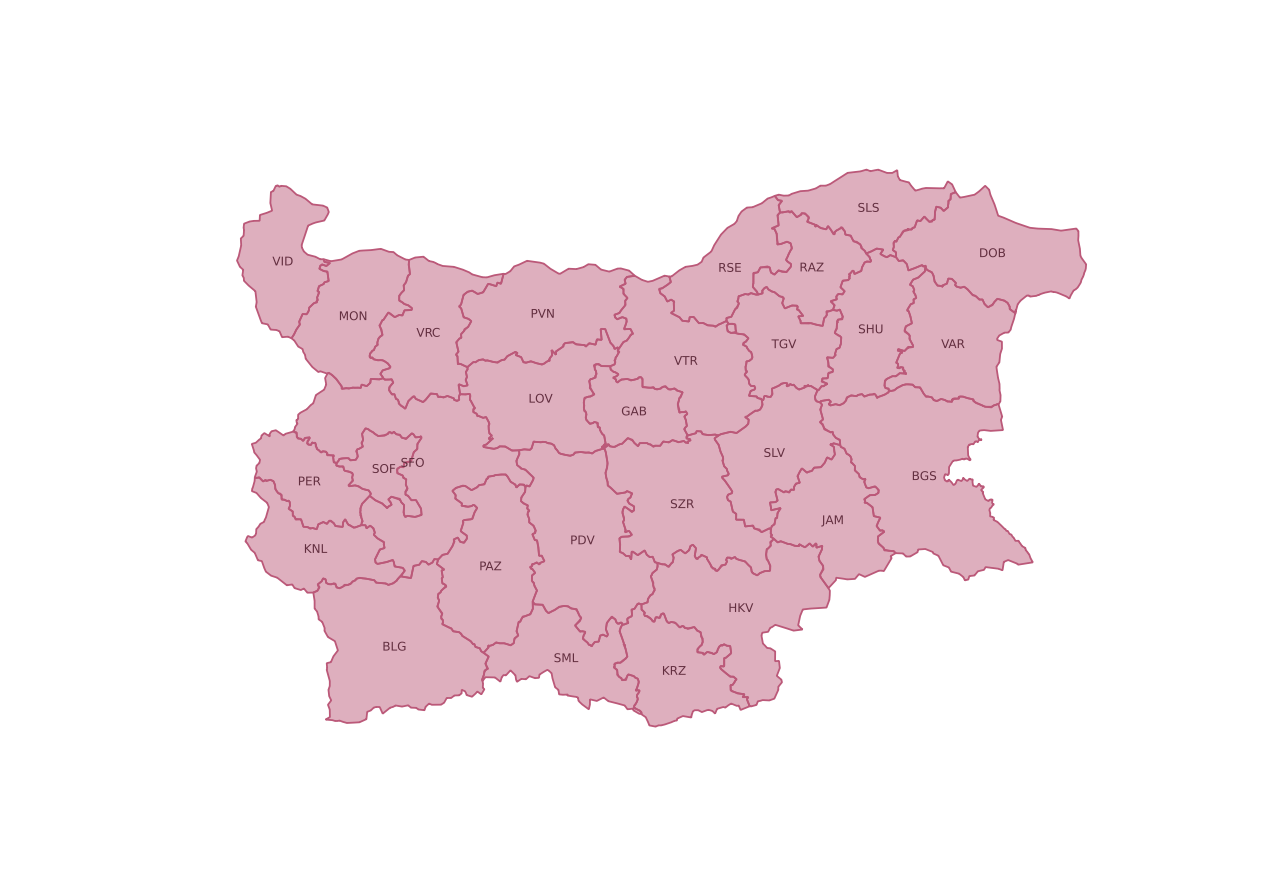 SLS
DOB
VID
RSE
RAZ
MON
PVN
VRC
SHU
TGV
VAR
VTR
LOV
GAB
SLV
SOF
SFO
PER
BGS
SZR
JAM
KNL
PDV
PAZ
HKV
BLG
SML
KRZ